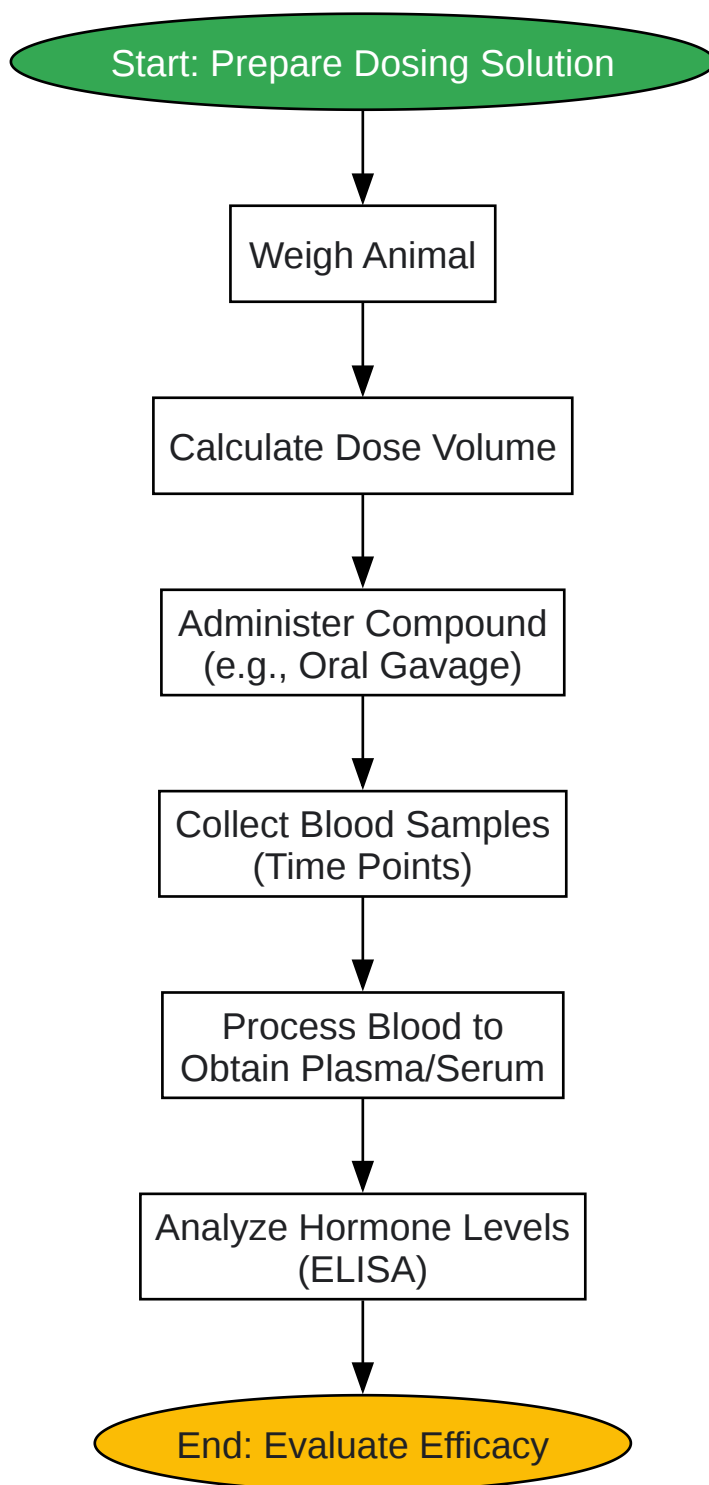 Start: Prepare Dosing Solution
Weigh Animal
Calculate Dose Volume
Administer Compound
(e.g., Oral Gavage)
Collect Blood Samples
(Time Points)
Process Blood to
Obtain Plasma/Serum
Analyze Hormone Levels
(ELISA)
End: Evaluate Efficacy